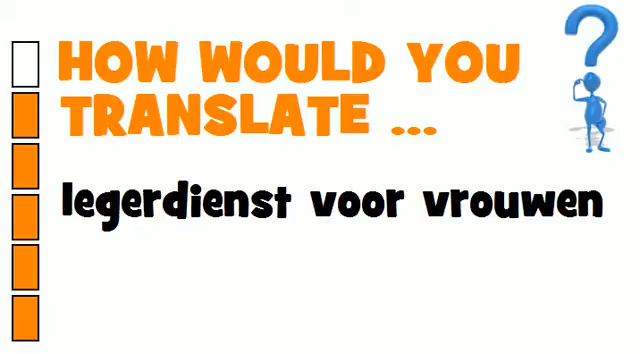 HOW WOULD YOU
TRANSLATE ...
legerdienst voor vrouwen
?